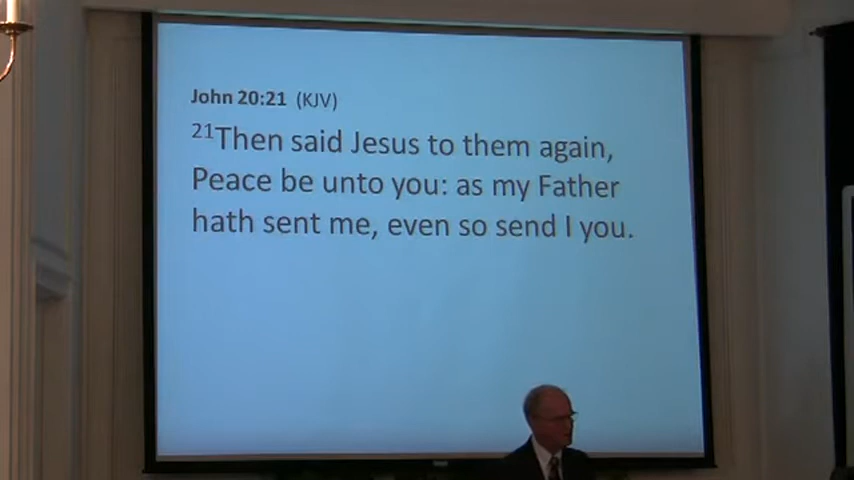 John 20:21 (KJV)
21Then said Jesus to them again,
Peace be unto you: as my Father
hath sent me, even so send I you.